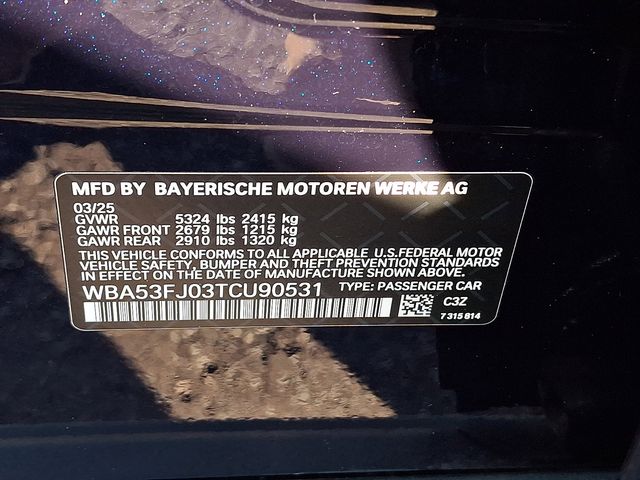 MFD BY BAYERISCHE MOTOREN WERKE AG
03/25
GVWR 5324 lbs 2415 kg
GAWR FRONT 2679 lbs 1215 kg
GAWR REAR 2910 lbs 1320 kg
THIS VEHICLE CONFORMS TO ALL APPLICABLE U.S.FEDERAL MOTOR
VEHICLE SAFETY, BUMPER AND THEFT PREVENTION STANDARDS
IN EFFECT ON THE DATE OF MANUFACTURE SHOWN ABOVE.
WBA53FJ03TCU90531 TYPE: PASSENGER CAR
C3Z
7 315 814